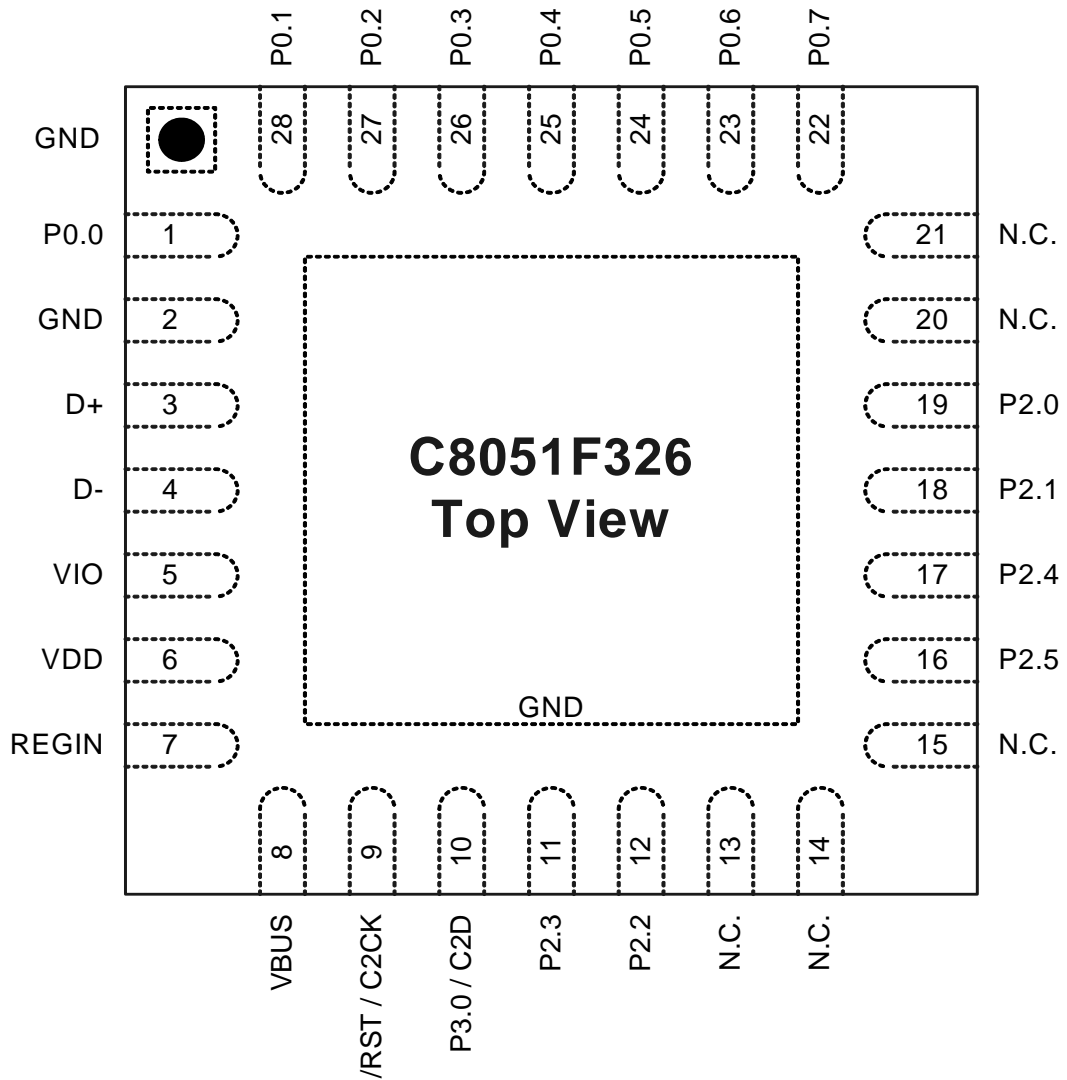 P0.1
P0.2
P0.3
P0.4
P0.5
P0.6
P0.7
28
27
26
25
24
23
22
GND
P0.0
1
21
N.C.
GND
2
20
N.C.
D+
3
19
P2.0
C8051F326
Top View
D-
4
18
P2.1
VIO
5
17
P2.4
VDD
6
16
P2.5
GND
REGIN
7
15
N.C.
8
9
10
11
12
13
14
VBUS
/RST / C2CK
P3.0 / C2D
P2.3
P2.2
N.C.
N.C.